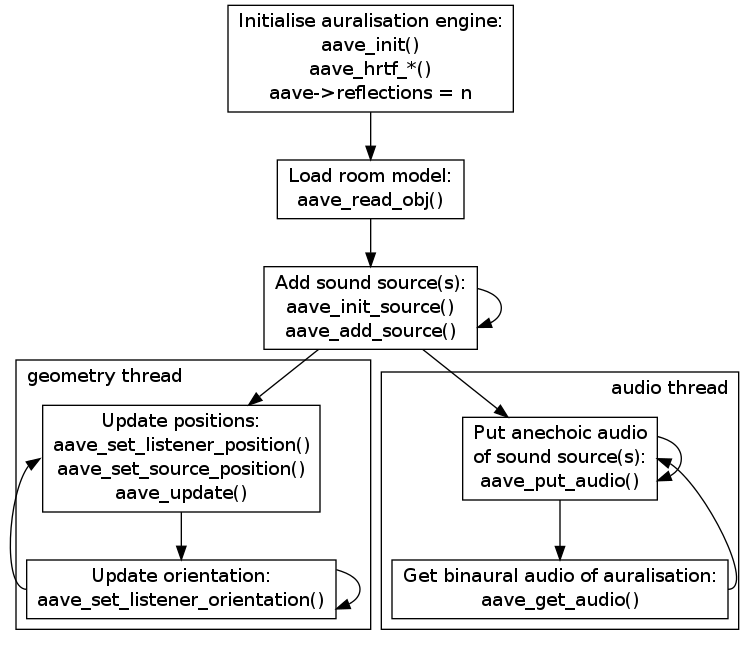 Initialise auralisation engine:
aave_init()
aave_hrtf_*()
aave->reflections = n
Load room model:
aave_read_obj()
Add sound source(s):
aave_init_source()
aave_add_source()
geometry thread
Update positions:
aave_set_listener_position()
aave_set_source_position()
aave_update()
Update orientation:
aave_set_listener_orientation()
audio thread
Put anechoic audio
of sound source(s):
aave_put_audio()
Get binaural audio of auralisation:
aave_get_audio()